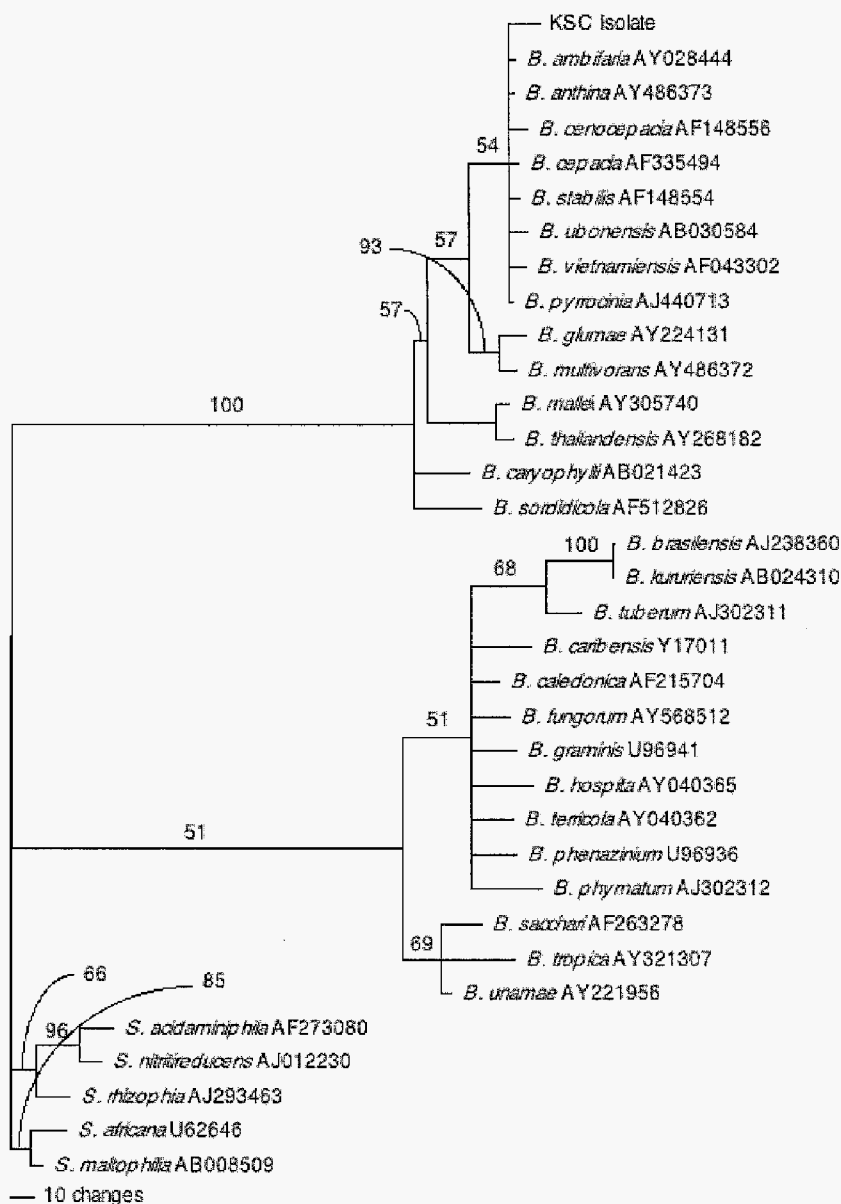 KSC Isolate
B. ambifaria AY028444
B. anthina AY486373
B. cenocepacia AF148556
54
B. cepacia AF335494
B. stabilis AF148554
57
B. ubonensis AB030584
93
B. vietnamiensis AF043302
B. pyrrocinia AJ440713
57
B. glumae AY224131
B. multivorans AY486372
100
B. mallei AY305740
B. thailandensis AY268182
B. caryophylli AB021423
B. sordidicola AF512826
100
B. brasilensis AJ238360
68
B. kururiensis AB024310
B. tuberum AJ302311
B. caribensis Y17011
B. caledonica AF215704
51
B. fungorum AY568512
B. graminis U96941
B. hospita AY040365
B. terricola AY040362
51
B. phenazinium U96936
B. phymatum AJ302312
B. sacchari AF263278
69
B. tropica AY321307
66
85
B. unamae AY221956
96
S. acidaminiphila AF273080
S. nitritireducens AJ012230
S. rhizophia AJ293463
S. africana U62646
S. maltophilia AB008509
10 changes